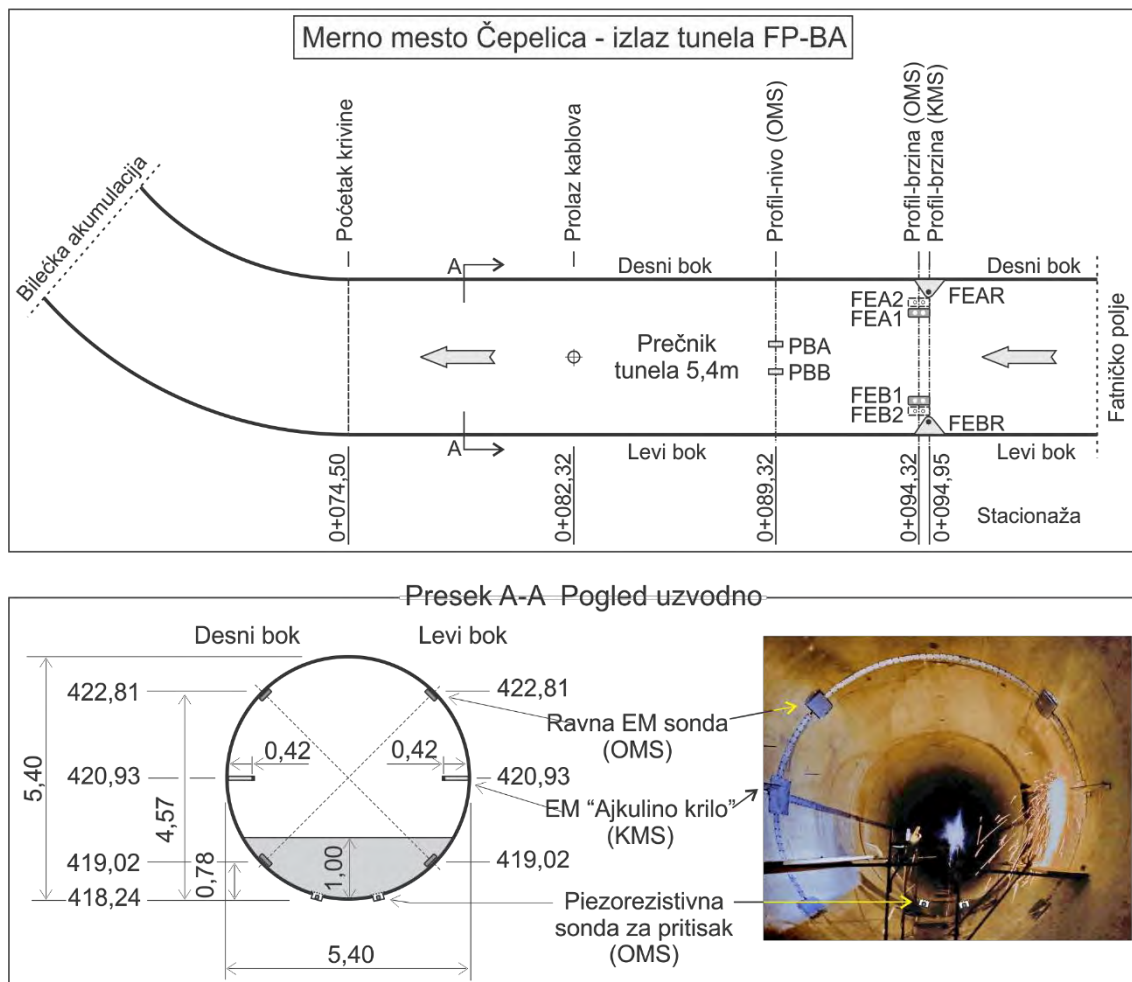 Merno mesto Čepelica - izlaz tunela FP-BA
Bilećka akumulacija
Početak krivine
Prolaz kablova
Profil-nivo (OMS)
Profil-brzina (OMS)
Profil-brzina (KMS)
A
Desni bok
Desni bok
FEA2
FEAR
FEA1
Prečnik
tunela 5,4m
PBA
PBB
FEB1
FEB2
FEBR
Fatničko polje
A
Levi bok
Levi bok
0+074,50
0+082,32
0+089,32
0+094,32
0+094,95
Stacionaža
Presek A-A Pogled uzvodno
Desni bok
Levi bok
422,81
422,81
Ravna EM sonda
(OMS)
0,42
0,42
5,40
420,93
420,93
4,57
EM “Ajkulino krilo”
(KMS)
419,02
419,02
0,78
1,00
418,24
Piezorezistivna
sonda za pritisak
(OMS)
5,40